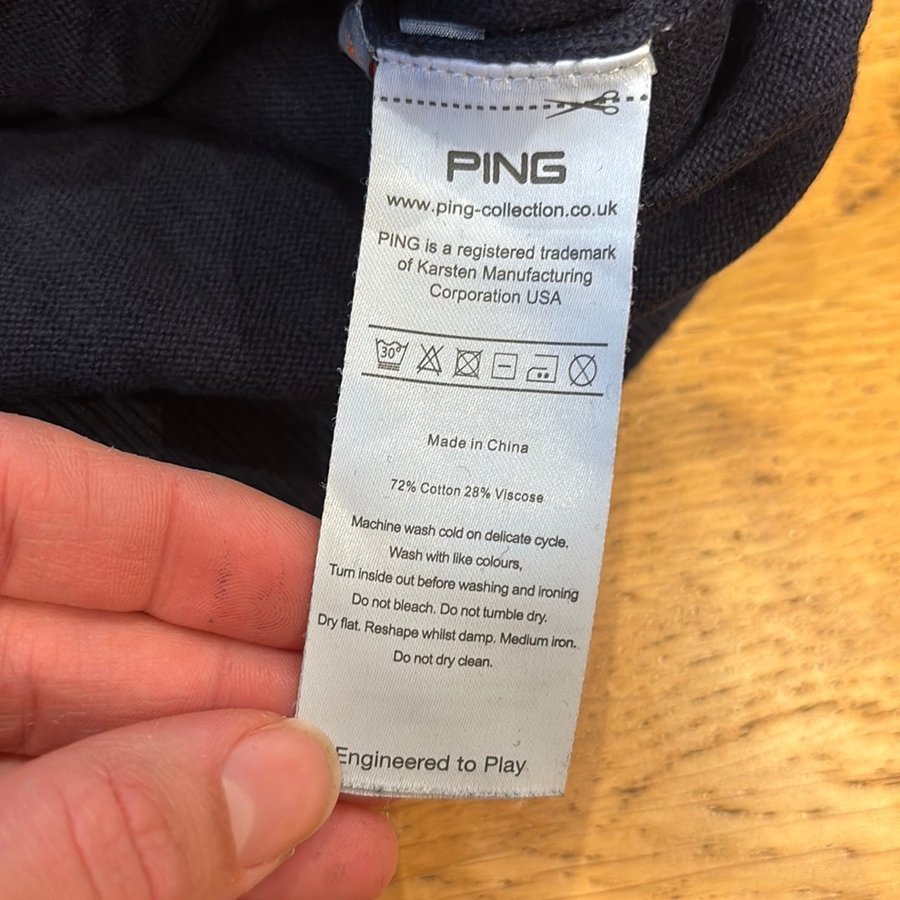 PING
www.ping-collection.co.uk
PING is a registered trademark
of Karsten Manufacturing
Corporation USA
30°
Made in China
72% Cotton 28% Viscose
Machine wash cold on delicate cycle.
Wash with like colours,
Turn inside out before washing and ironing
Do not bleach. Do not tumble dry.
Dry flat. Reshape whilst damp. Medium iron.
Do not dry clean.
Engineered to Play